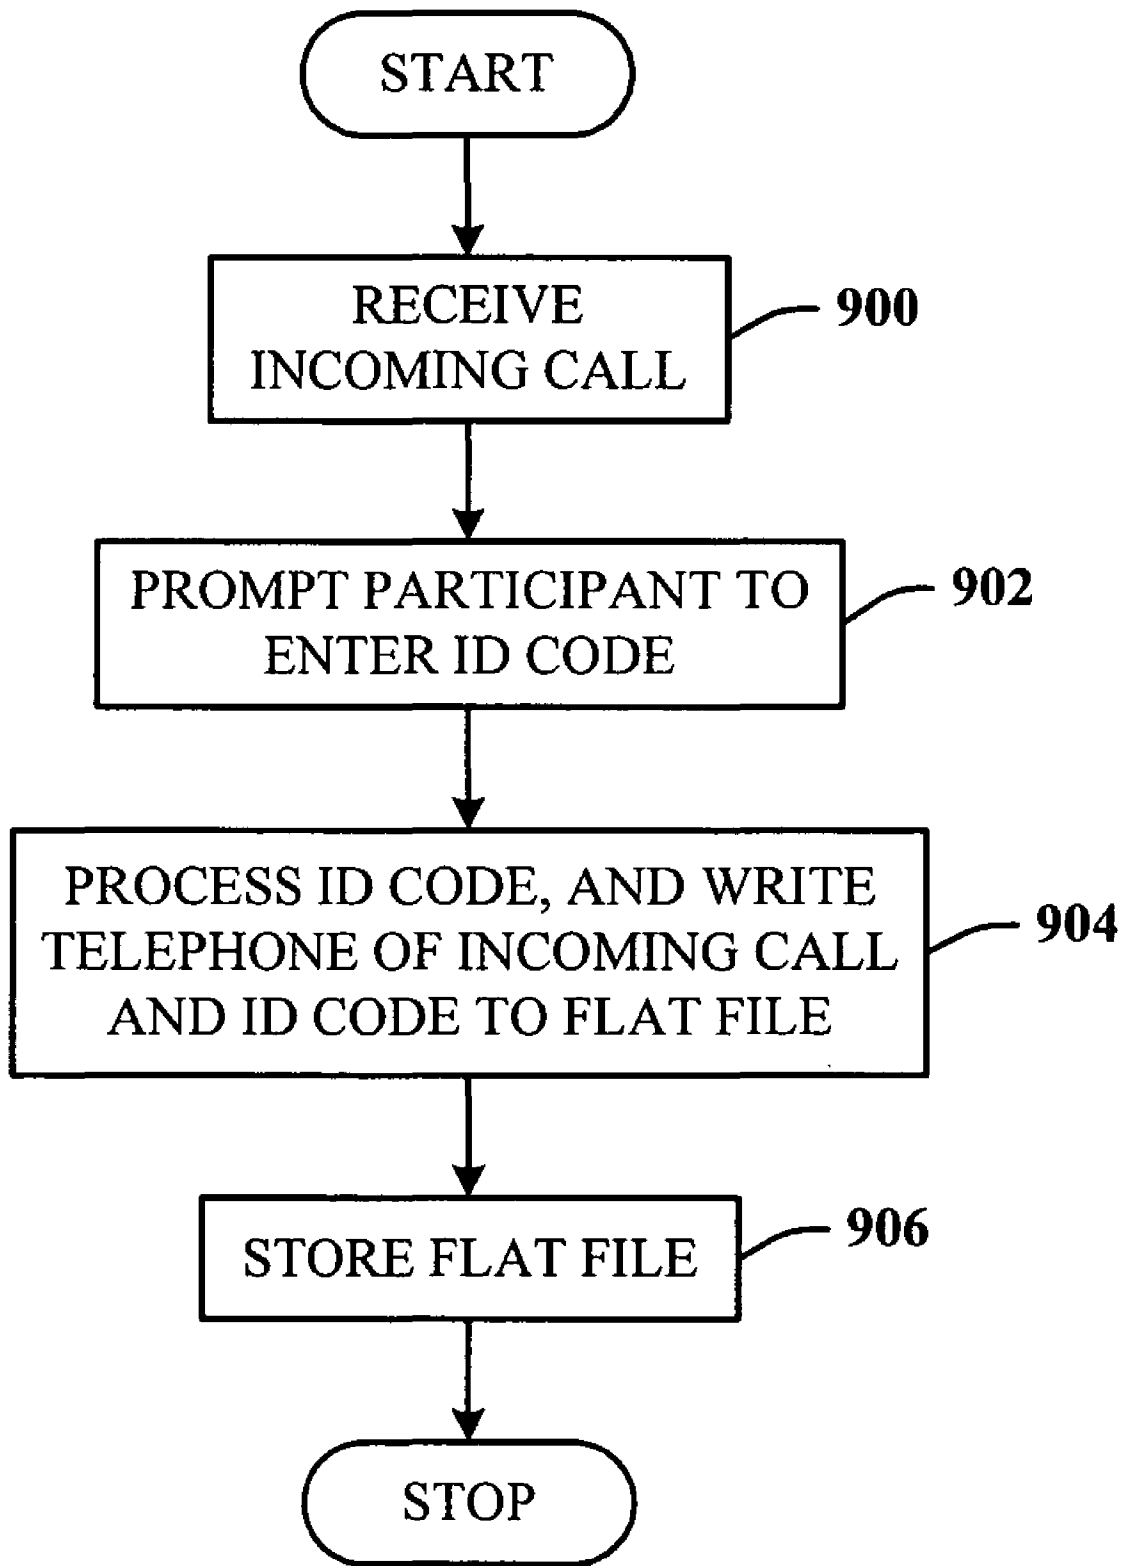 START
RECEIVE
INCOMING CALL
900
PROMPT PARTICIPANT TO
ENTER ID CODE
902
PROCESS ID CODE, AND WRITE
TELEPHONE OF INCOMING CALL
AND ID CODE TO FLAT FILE
904
STORE FLAT FILE
906
STOP